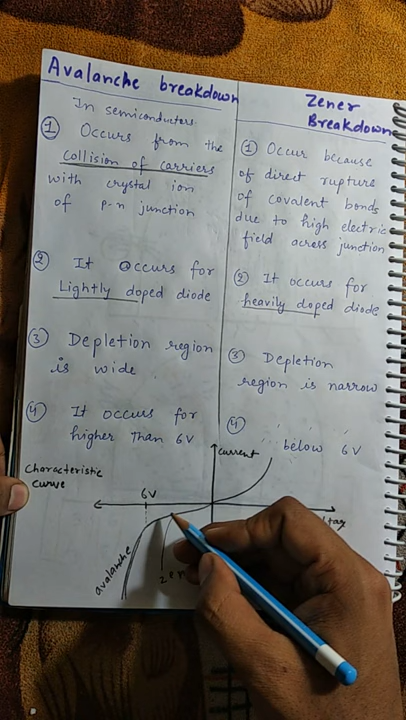 Avalanche breakdown
In semiconductors
① Occurs from the
Collision of carriers
with crystal ion
of p-n junction
② It occurs for
Lightly doped diode
③ Depletion region
is wide.
④ It occurs for
higher than 6V
Zener
Breakdown
① Occur because
of direct rupture
of covalent bonds
due to high electric
field across junction
② It occurs for
heavily doped diode
③ Depletion
region is narrow
④ " " "
below 6V
Characteristic
curve
current
6V
avalanche